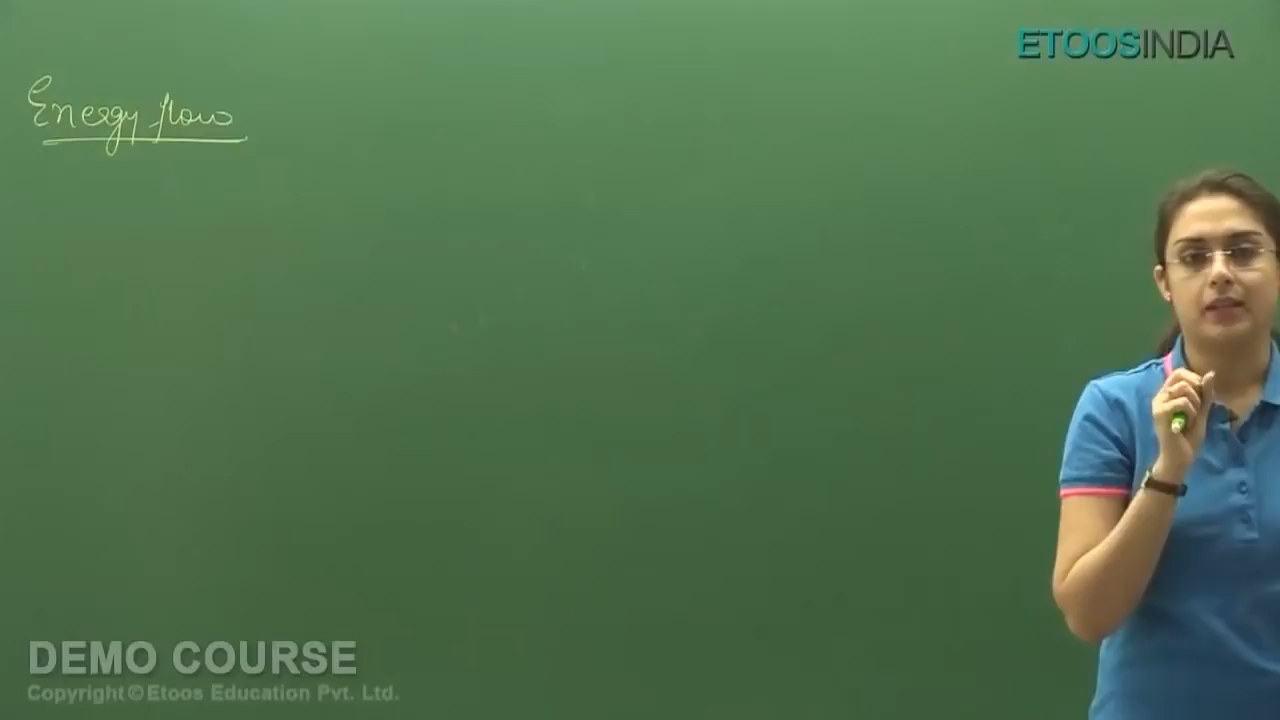 ETOOSINDIA
Energy flow
DEMO COURSE
Copyright©Etoos Education Pvt. Ltd.